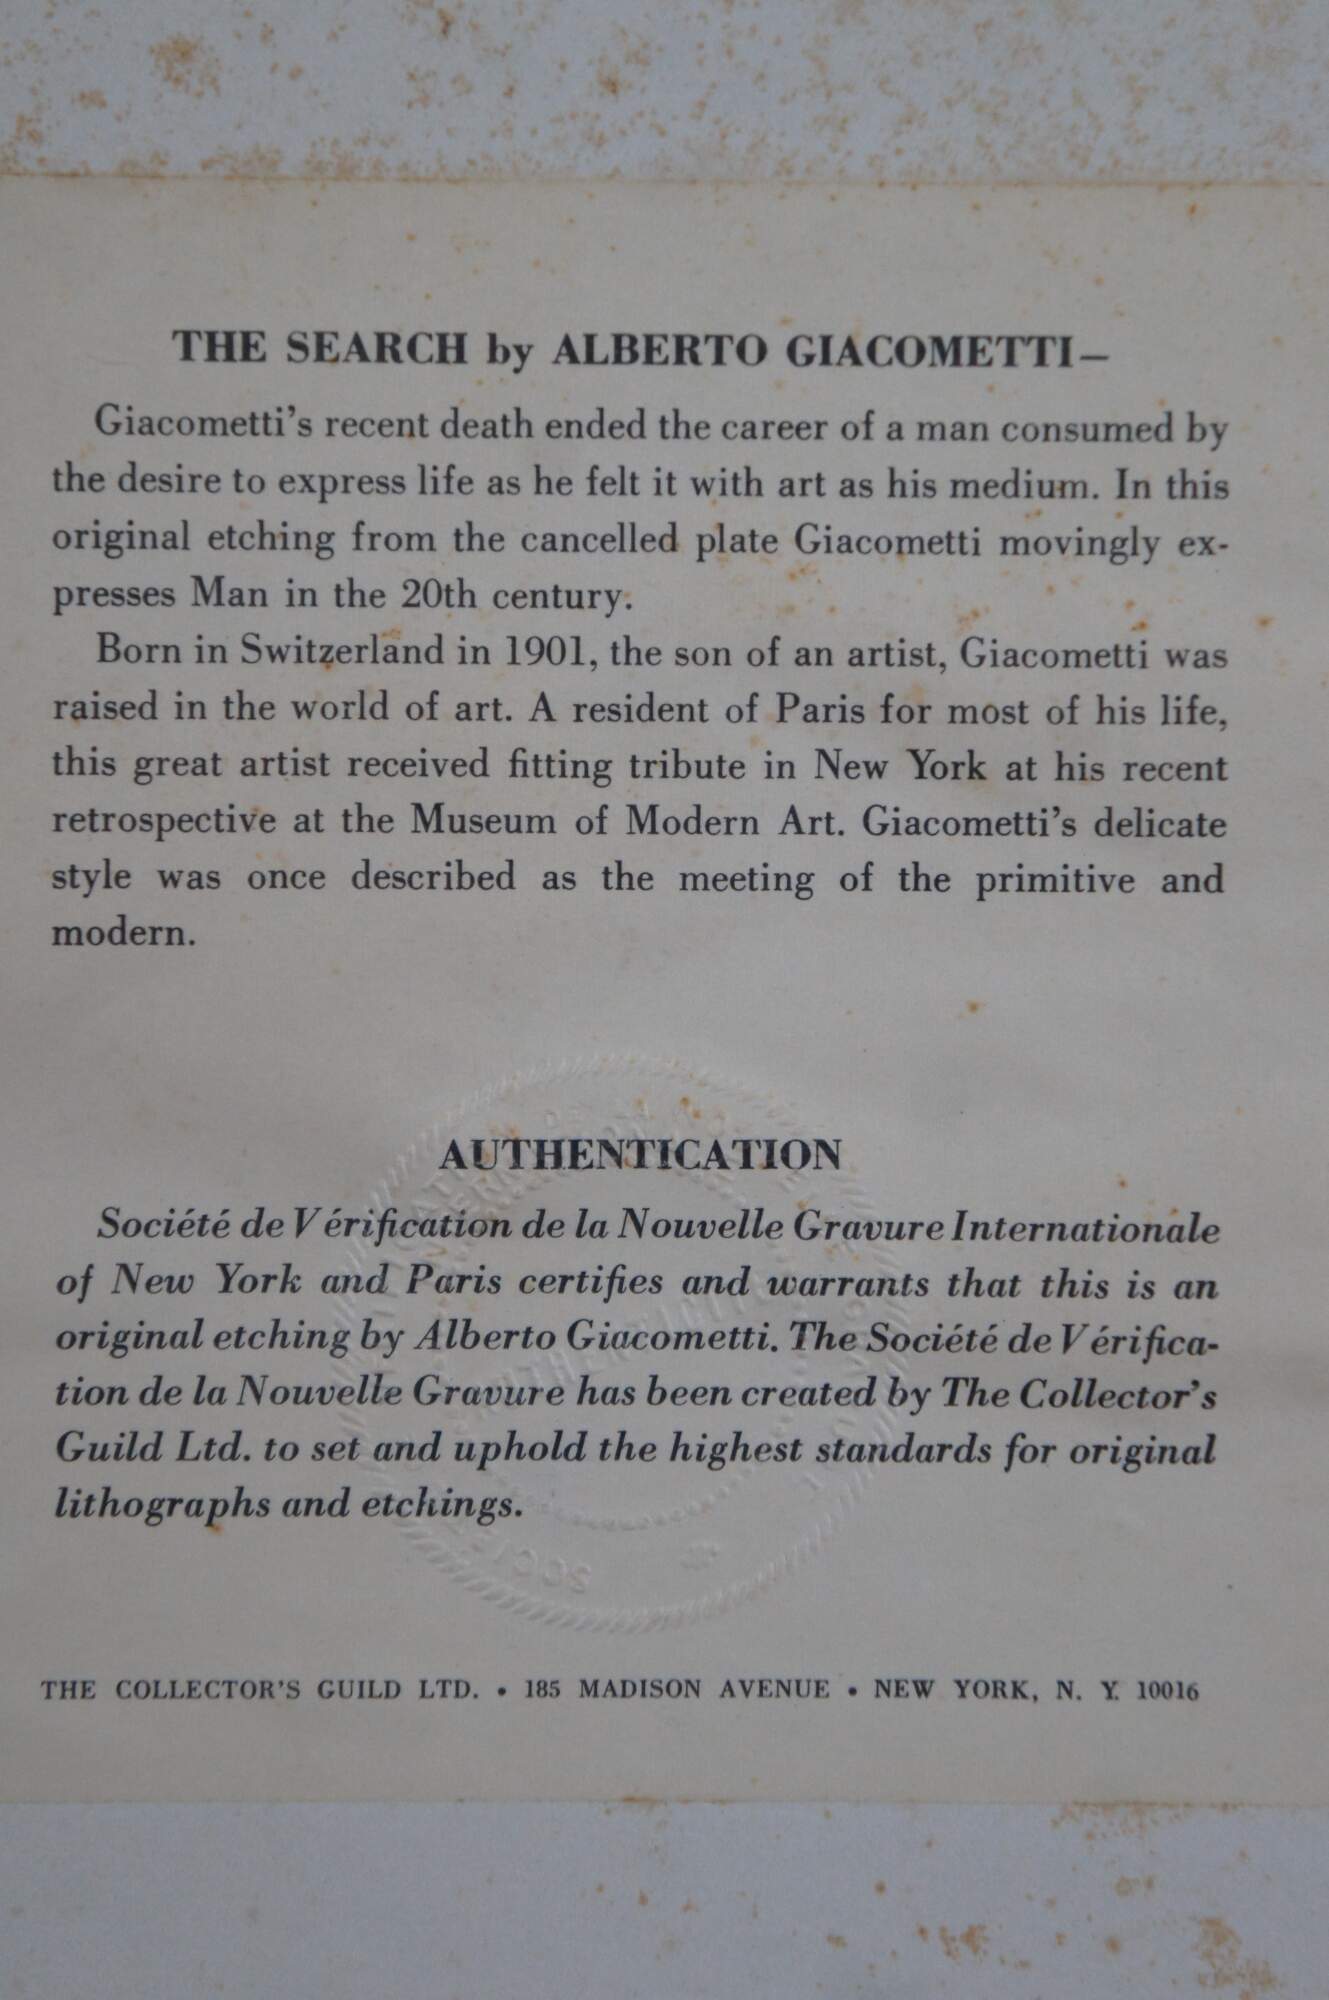 THE SEARCH by ALBERTO GIACOMETTI—
Giacometti's recent death ended the career of a man consumed by
the desire to express life as he felt it with art as his medium. In this
original etching from the cancelled plate Giacometti movingly ex-
presses Man in the 20th century.
Born in Switzerland in 1901, the son of an artist, Giacometti was
raised in the world of art. A resident of Paris for most of his life,
this great artist received fitting tribute in New York at his recent
retrospective at the Museum of Modern Art. Giacometti's delicate
style was once described as the meeting of the primitive and
modern.
AUTHENTICATION
Société de Vérification de la Nouvelle Gravure Internationale
of New York and Paris certifies and warrants that this is an
original etching by Alberto Giacometti. The Société de Vérifica-
tion de la Nouvelle Gravure has been created by The Collector's
Guild Ltd. to set and uphold the highest standards for original
lithographs and etchings.
THE COLLECTOR'S GUILD LTD. • 185 MADISON AVENUE • NEW YORK, N. Y. 10016